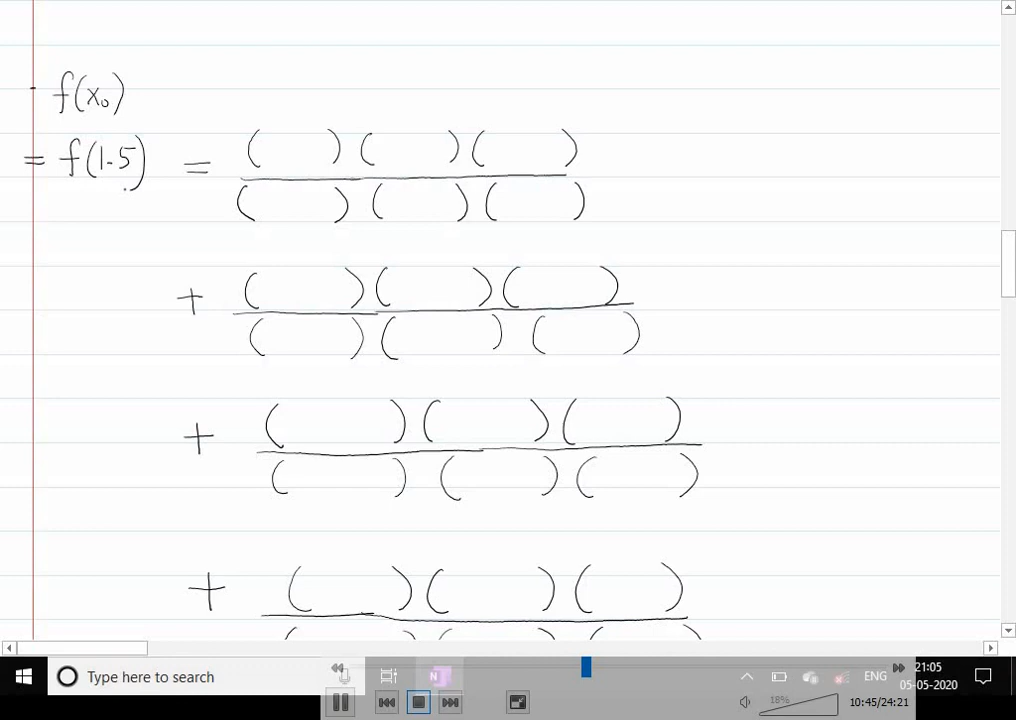 f(x₀)
= f(1.5) = (   ) (   ) (   )
(   ) (   ) (   )
+ (   ) (   ) (   )
(   ) (   ) (   )
+ (   ) (   ) (   )
(   ) (   ) (   )
+ (   ) (   ) (   )
Type here to search
N
ENG
21:05
05-05-2020
18%
10:45/24:21